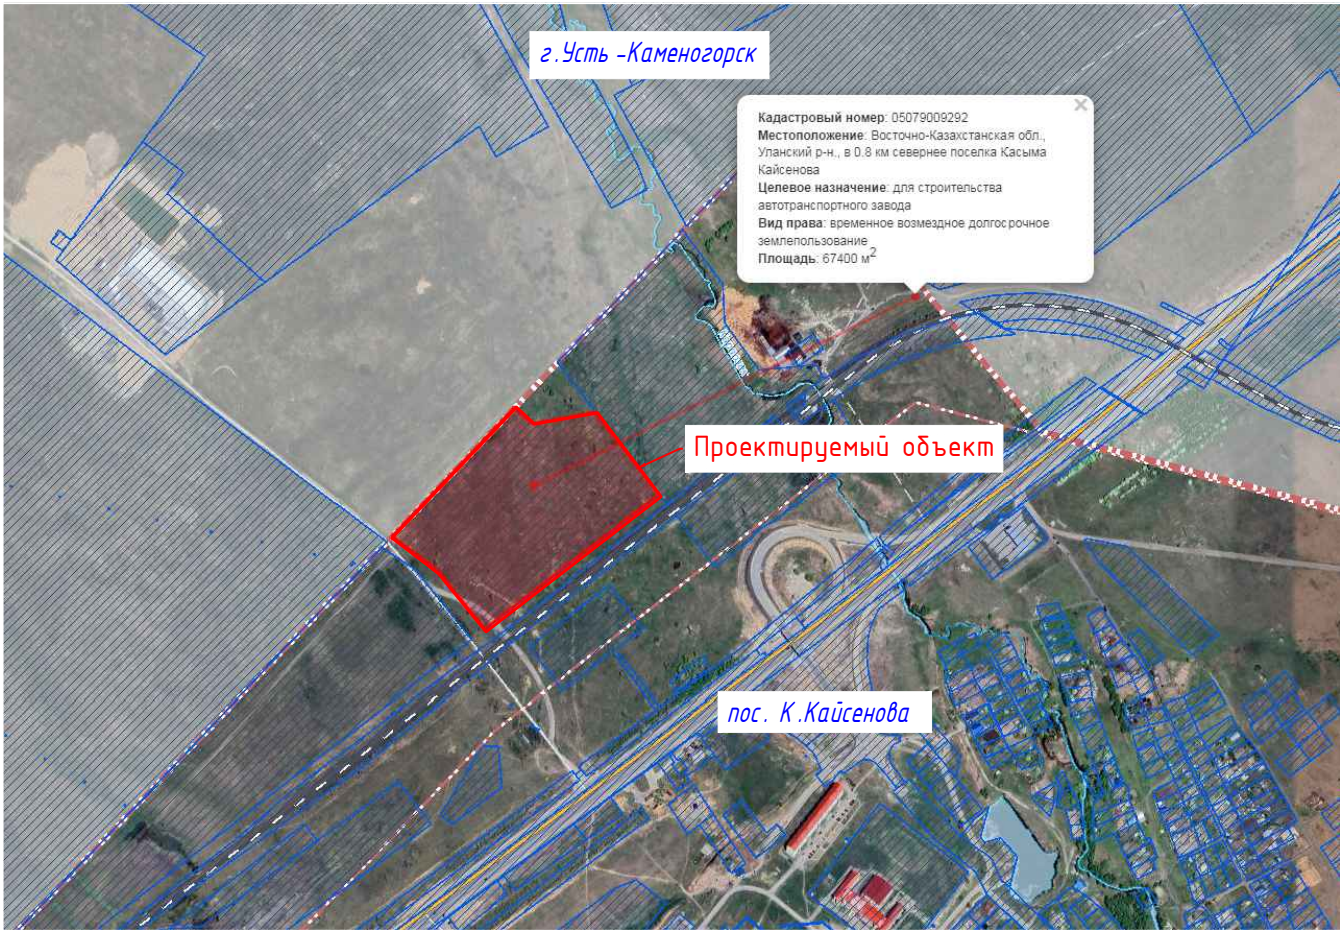 г.Усть -Каменогорск
Кадастровый номер: 05079009292
Местоположение: Восточно-Казахстанская обл.,
Уланский р-н., в 0.8 км севернее поселка Касыма
Кайсенова
Целевое назначение: для строительства
автотранспортного завода
Вид права: временное возмездное долгосрочное
землепользование
Площадь: 67400 м²
Проектируемый объект
пос. К.Кайсенова